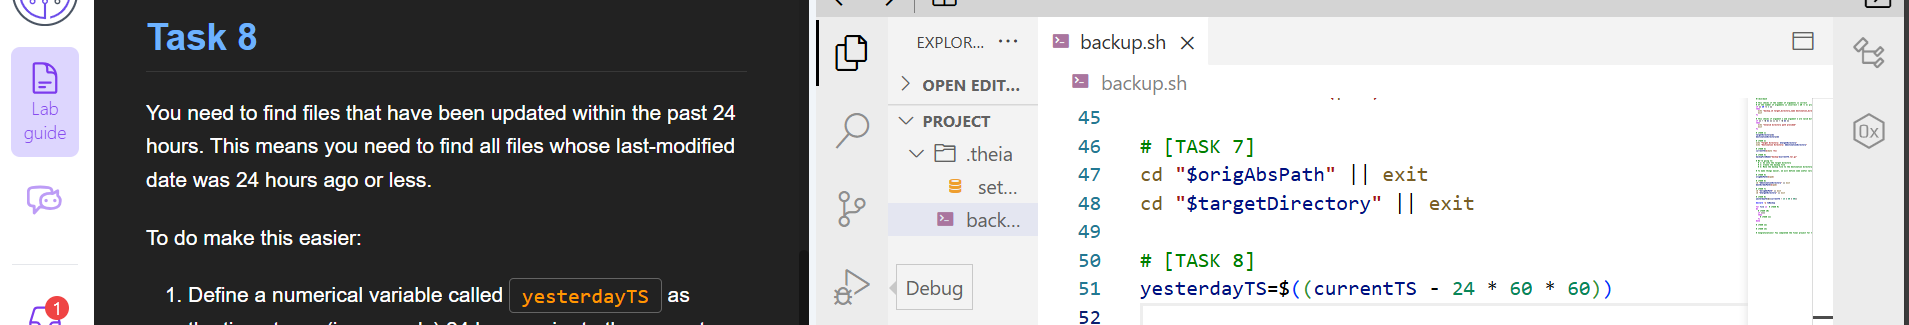 Lab
guide
1
Task 8
You need to find files that have been updated within the past 24
hours. This means you need to find all files whose last-modified
date was 24 hours ago or less.
To do make this easier:
1. Define a numerical variable called yesterdayTS as
EXPLOR... ...
OPEN EDIT...
PROJECT
.theia
set...
back...
Debug
backup.sh
backup.sh
45
46 # [TASK 7]
47 cd "$origAbsPath" || exit
48 cd "$targetDirectory" || exit
49
50 # [TASK 8]
51 yesterdayTS=$((currentTS - 24 * 60 * 60))
52
0x